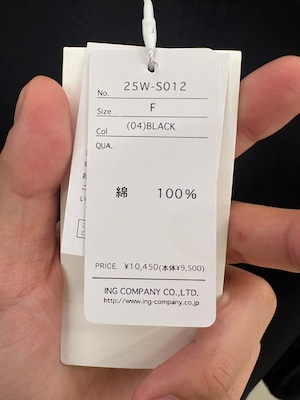 No. 25W-S012
Size F
Col (04)BLACK
QUA.
綿 100%
PRICE. ¥10,450(本体¥9,500)
ING COMPANY CO.,LTD.
http://www.ing-company.co.jp